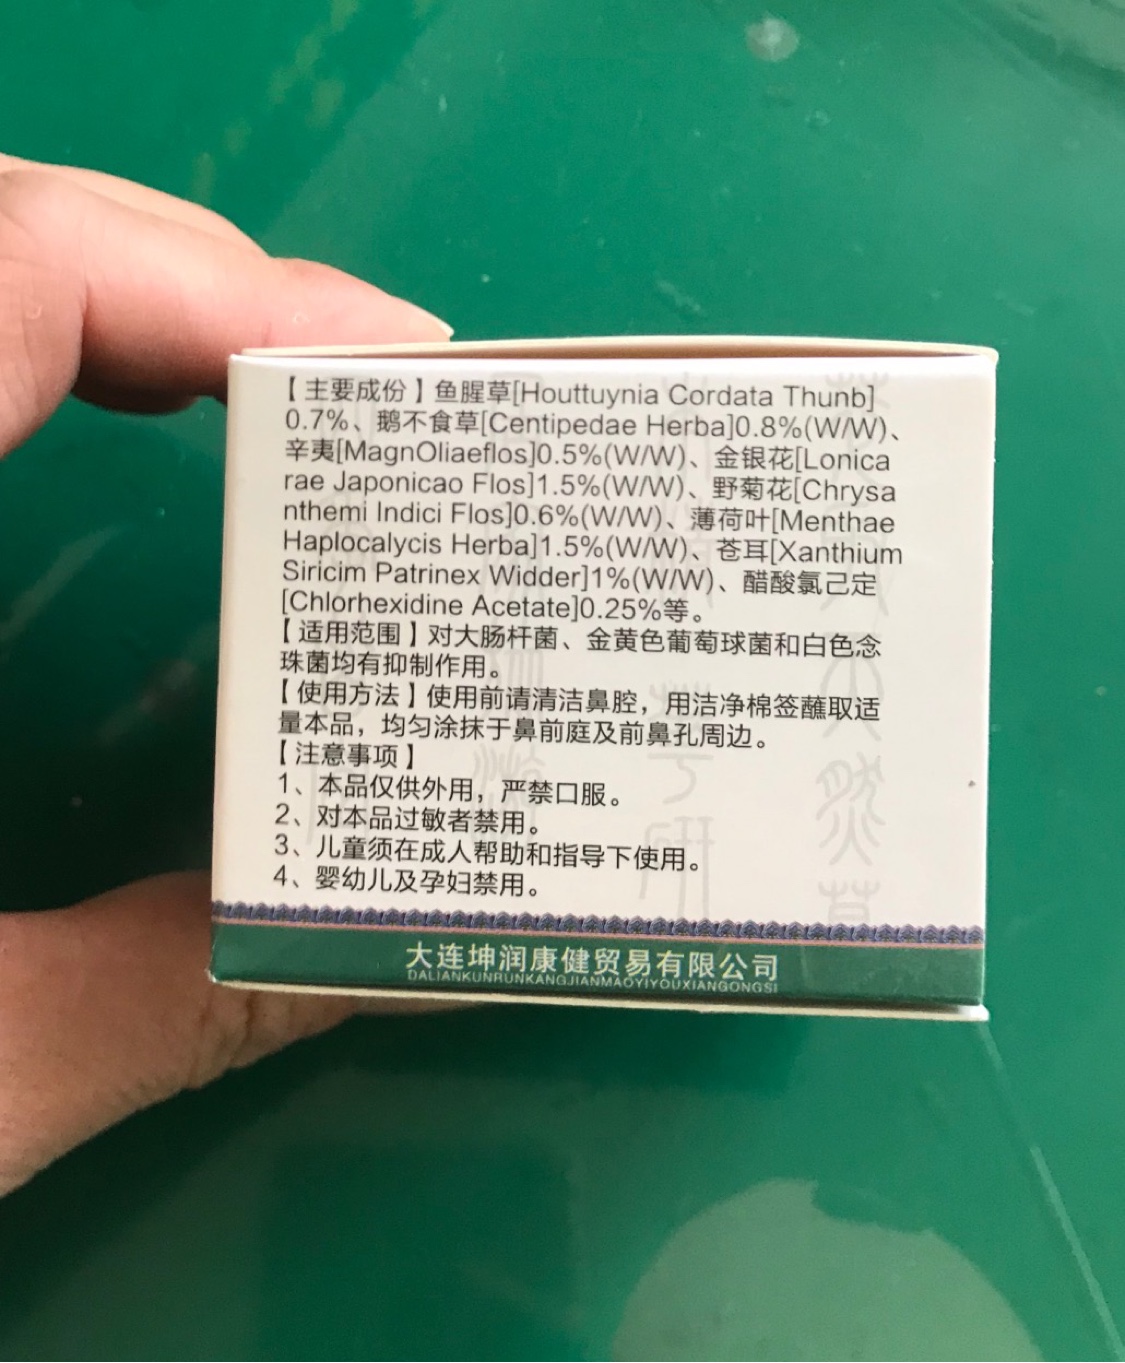 【主要成份】鱼腥草[Houttuynia Cordata Thunb]
0.7%、鹅不食草[Centipedae Herba]0.8%(W/W)、
辛夷[MagnOliaeflos]0.5%(W/W)、金银花[Lonica
rae Japonicao Flos]1.5%(W/W)、野菊花[Chrysa
nthemi Indici Flos]0.6%(W/W)、薄荷叶[Menthae
Haplocalycis Herba]1.5%(W/W)、苍耳[Xanthium
Siricim Patrinex Widder]1%(W/W)、醋酸氯己定
[Chlorhexidine Acetate]0.25%等。
【适用范围】对大肠杆菌、金黄色葡萄球菌和白色念
珠菌均有抑制作用。
【使用方法】使用前请清洁鼻腔，用洁净棉签蘸取适
量本品，均匀涂抹于鼻前庭及前鼻孔周边。
【注意事项】
1、本品仅供外用，严禁口服。
2、对本品过敏者禁用。
3、儿童须在成人帮助和指导下使用。
4、婴幼儿及孕妇禁用。
大连坤润康健贸易有限公司
DALIANKUNRUNKANGJIANMAOYIYOUXIANGONGSI